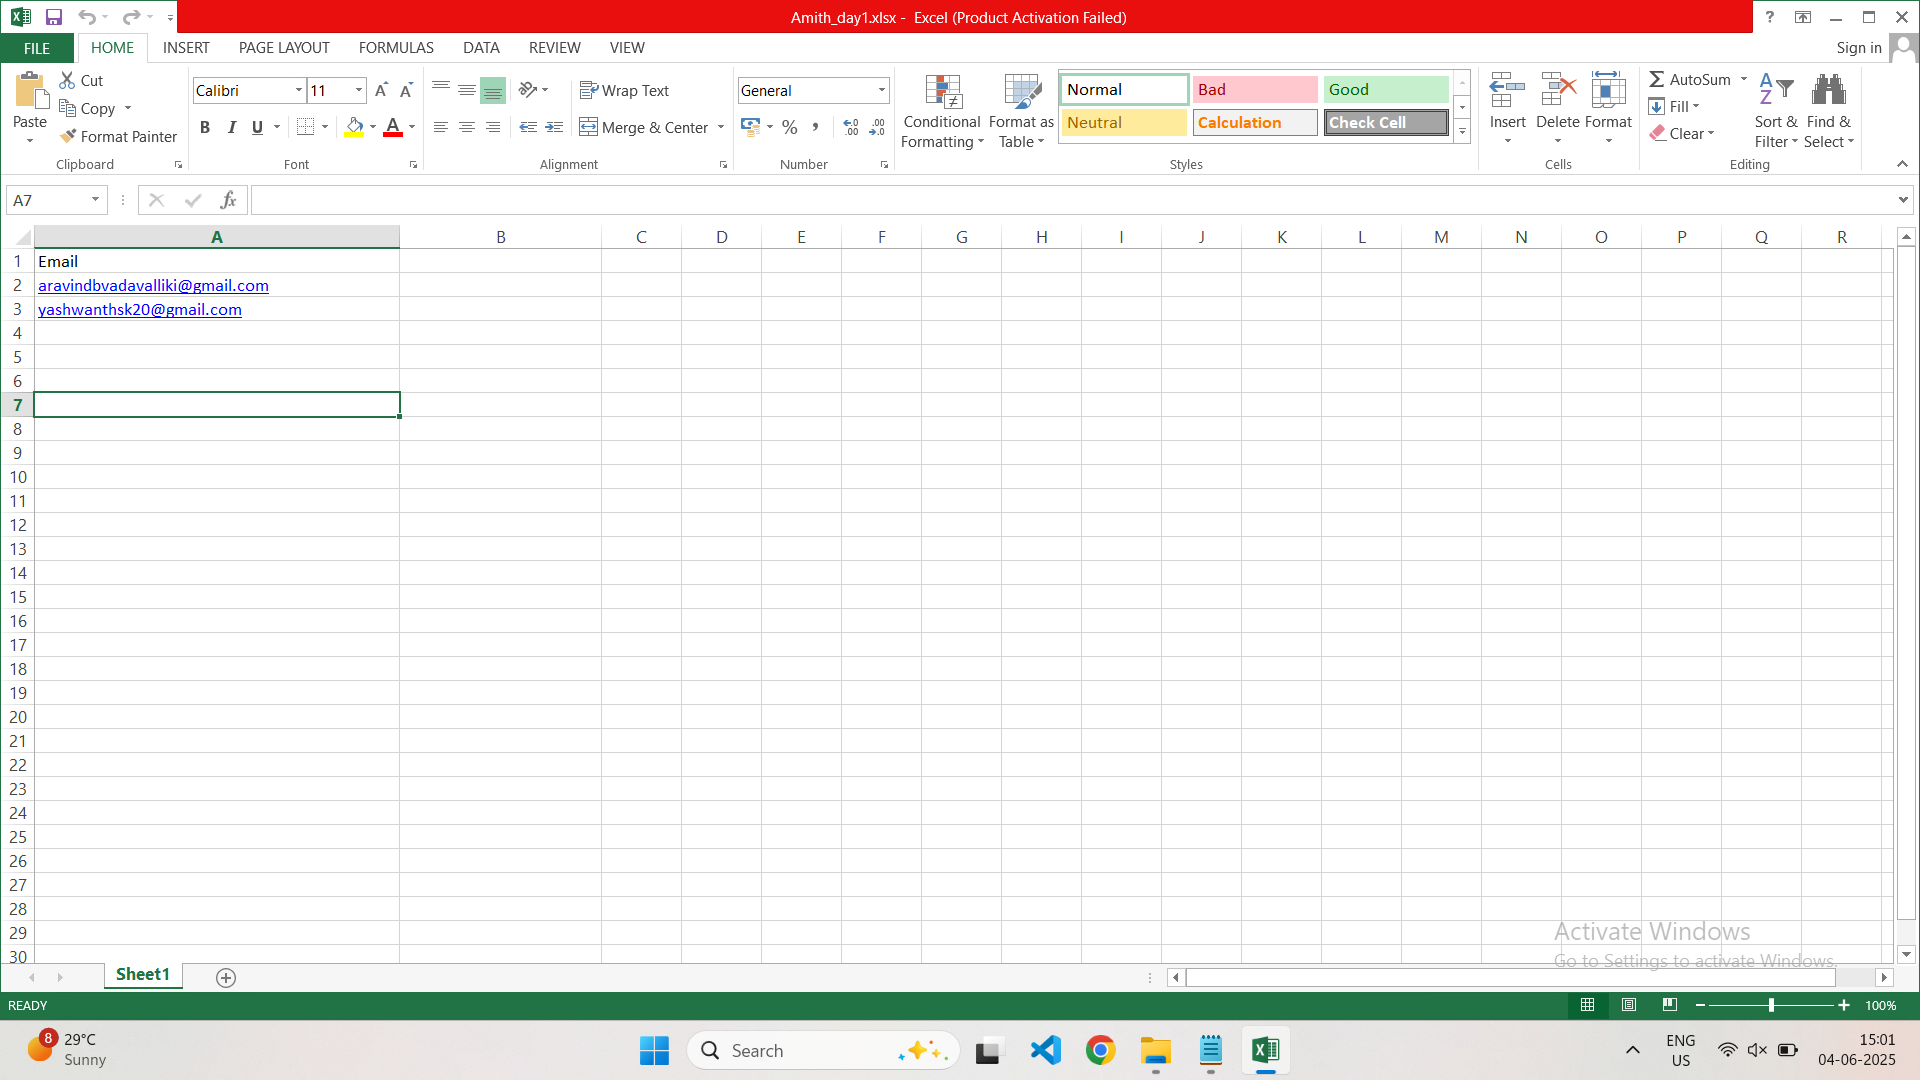 Amith_day1.xlsx - Excel (Product Activation Failed)
?
FILE HOME INSERT PAGE LAYOUT FORMULAS DATA REVIEW VIEW Sign in
Paste
Cut
Copy
Format Painter
Clipboard
Calibri 11
B I U
Font
Wrap Text
Merge & Center
Alignment
General
%
Number
Conditional Formatting
Format as Table
Normal Bad Good
Neutral Calculation Check Cell
Styles
Insert Delete Format
Cells
AutoSum
Fill
Clear
Sort & Filter
Find & Select
Editing
A7
fx
A B C D E F G H I J K L M N O P Q R
1 Email
2 aravindbvadavalliki@gmail.com
3 yashwanthsk20@gmail.com
4
5
6
7
8
9
10
11
12
13
14
15
16
17
18
19
20
21
22
23
24
25
26
27
28
29
30
Activate Windows
Go to Settings to activate Windows.
Sheet1
READY 100%
8
29°C
Sunny
Search
ENG
US
15:01
04-06-2025